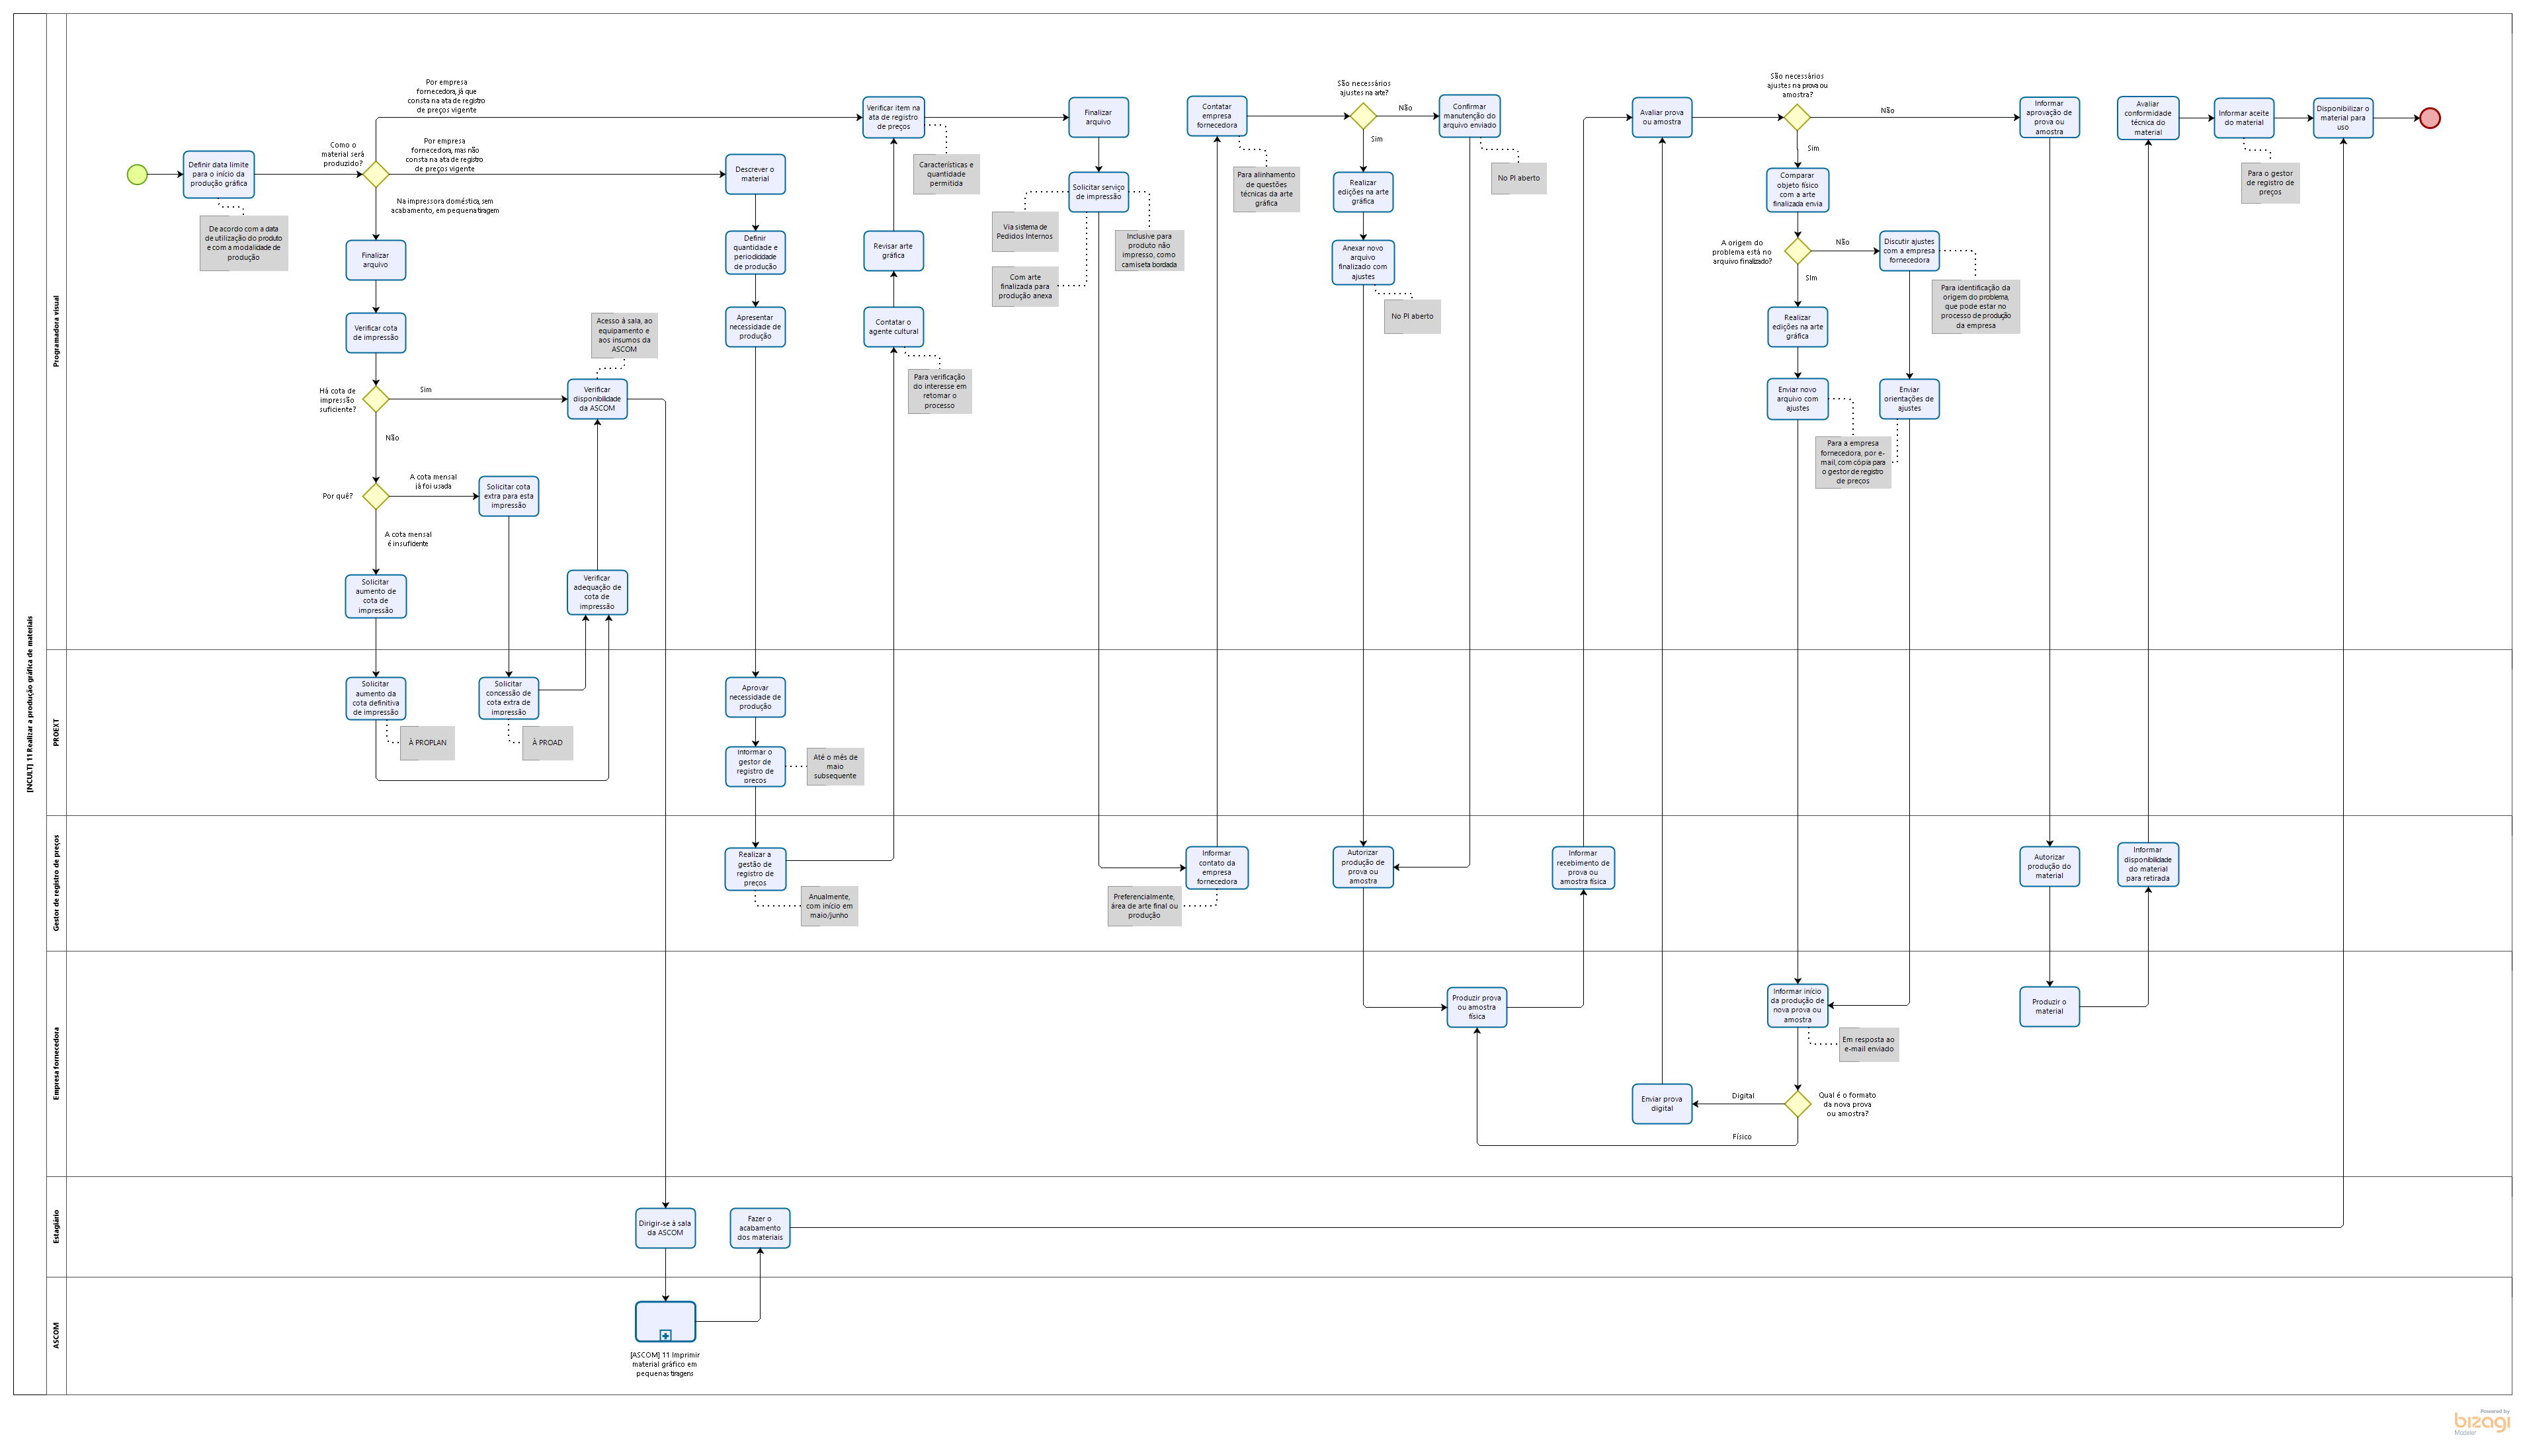 [NCULT] 11 Realizar a produção gráfica de materiais
Programadora visual
Definir data limite
para o início da
produção gráfica
De acordo com a data
de utilização do produto
e com a modalidade de
produção
Como o
material será
produzido?
Por empresa
fornecedora, já que
consta na ata de registro
de preços vigente
Por empresa
fornecedora, mas não
consta na ata de registro
de preços vigente
Na impressora doméstica, sem
acabamento, em pequena tiragem
Finalizar
arquivo
Verificar cota
de impressão
Há cota de
impressão
suficiente?
Sim
Não
Por quê?
A cota mensal
já foi usada
A cota mensal
é insuficiente
Solicitar cota
extra para esta
impressão
Solicitar
aumento de
cota de
impressão
Acesso à sala, ao
equipamento e
aos insumos da
ASCOM
Verificar
disponibilidade
da ASCOM
Verificar
adequação de
cota de
impressão
Descrever o
material
Definir
quantidade e
periodicidade
de produção
Apresentar
necessidade de
produção
Verificar item na
ata de registro
de preços
Características e
quantidade
permitida
Revisar arte
gráfica
Contatar o
agente cultural
Para verificação
do interesse em
retomar o
processo
Finalizar
arquivo
Solicitar serviço
de impressão
Via sistema de
Pedidos Internos
Com arte
finalizada para
produção anexa
Inclusive para
produto não
impresso, como
camiseta bordada
Contatar
empresa
fornecedora
Para alinhamento
de questões
técnicas da arte
gráfica
São necessários
ajustes na arte?
Não
Sim
Confirmar
manutenção do
arquivo enviado
No PI aberto
Realizar
edições na arte
gráfica
Anexar novo
arquivo
finalizado com
ajustes
No PI aberto
Avaliar prova
ou amostra
São necessários
ajustes na prova ou
amostra?
Não
Sim
Comparar
objeto físico
com a arte
finalizada envia
A origem do
problema está no
arquivo finalizado?
Não
Sim
Discutir ajustes
com a empresa
fornecedora
Para identificação da
origem do problema,
que pode estar no
processo de produção
da empresa
Realizar
edições na arte
gráfica
Enviar novo
arquivo com
ajustes
Enviar
orientações de
ajustes
Para a empresa
fornecedora, por e-
mail, com cópia para
o gestor de registro
de preços
Informar
aprovação de
prova ou
amostra
Avaliar
conformidade
técnica do
material
Informar aceite
do material
Para o gestor
de registro de
preços
Disponibilizar o
material para
uso
PROEXT
Solicitar
aumento da
cota definitiva
de impressão
À PROPLAN
Solicitar
concessão de
cota extra de
impressão
À PROAD
Aprovar
necessidade de
produção
Informar o
gestor de
registro de
preços
Até o mês de
maio
subsequente
Gestor de registro de preços
Realizar a
gestão de
registro de
preços
Anualmente,
com início em
maio/junho
Informar
contato da
empresa
fornecedora
Preferencialmente,
área de arte final ou
produção
Autorizar
produção de
prova ou
amostra
Informar
recebimento de
prova ou
amostra física
Autorizar
produção do
material
Informar
disponibilidade
do material
para retirada
Empresa fornecedora
Produzir prova
ou amostra
física
Informar início
da produção de
nova prova ou
amostra
Em resposta ao
e-mail enviado
Produzir o
material
Enviar prova
digital
Digital
Qual é o formato
da nova prova
ou amostra?
Físico
Estagiário
Dirigir-se à sala
da ASCOM
Fazer o
acabamento
dos materiais
ASCOM
[ASCOM] 11 Imprimir
material gráfico em
pequenas tiragens
Powered by
bizagi
Modeler